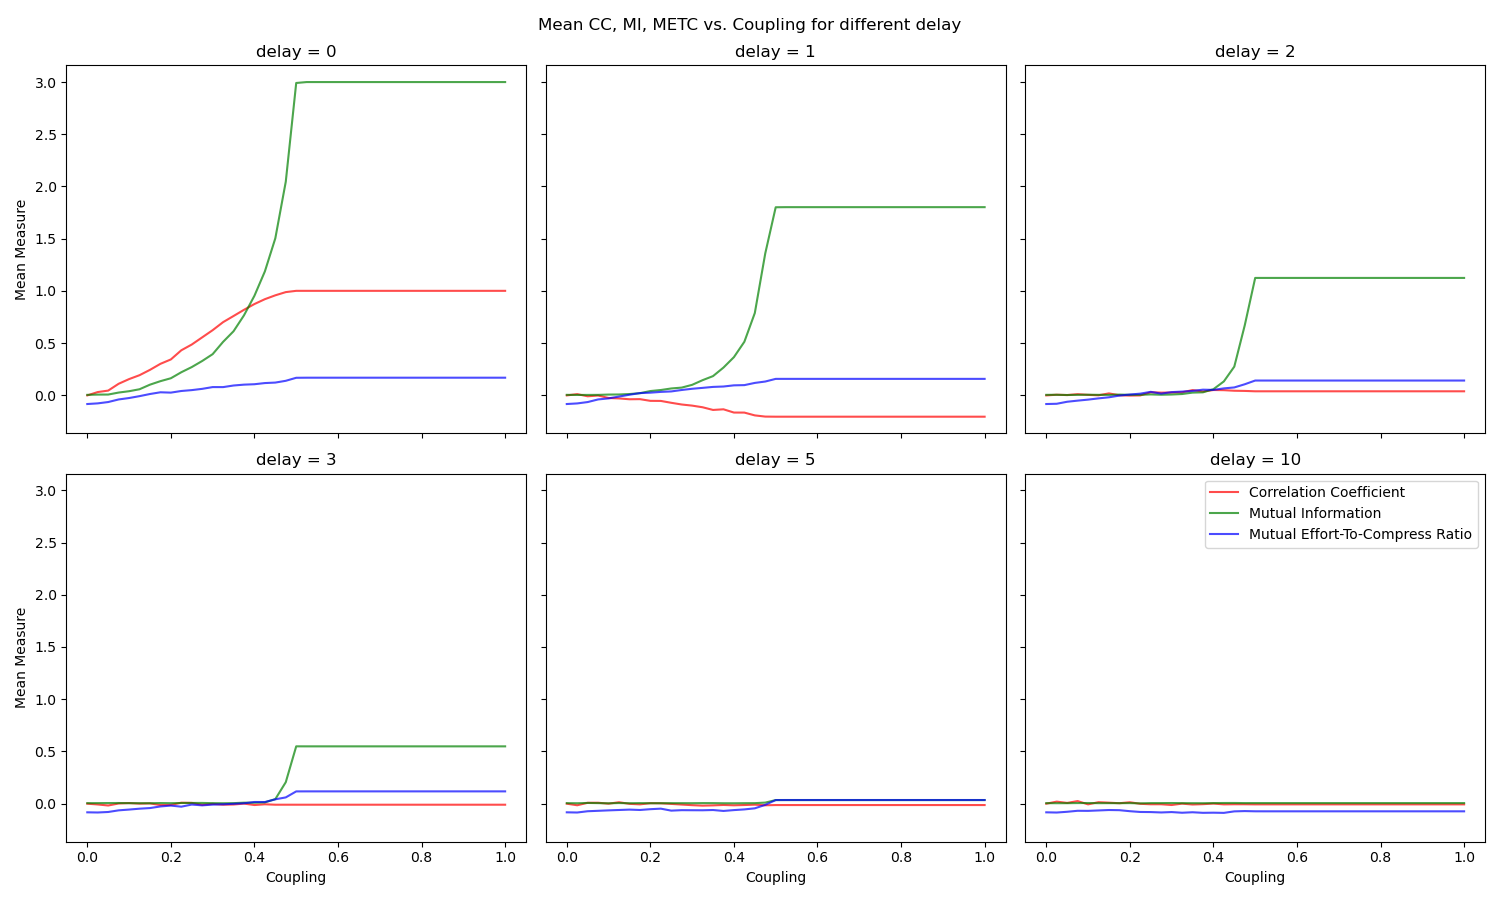 Mean CC, MI, METC vs. Coupling for different delay
delay = 0
delay = 1
delay = 2
3.0
2.5
2.0
1.5
1.0
0.5
0.0
Mean Measure
delay = 3
delay = 5
delay = 10
Correlation Coefficient
Mutual Information
Mutual Effort-To-Compress Ratio
3.0
2.5
2.0
1.5
1.0
0.5
0.0
Mean Measure
0.0 0.2 0.4 0.6 0.8 1.0
0.0 0.2 0.4 0.6 0.8 1.0
0.0 0.2 0.4 0.6 0.8 1.0
Coupling
Coupling
Coupling